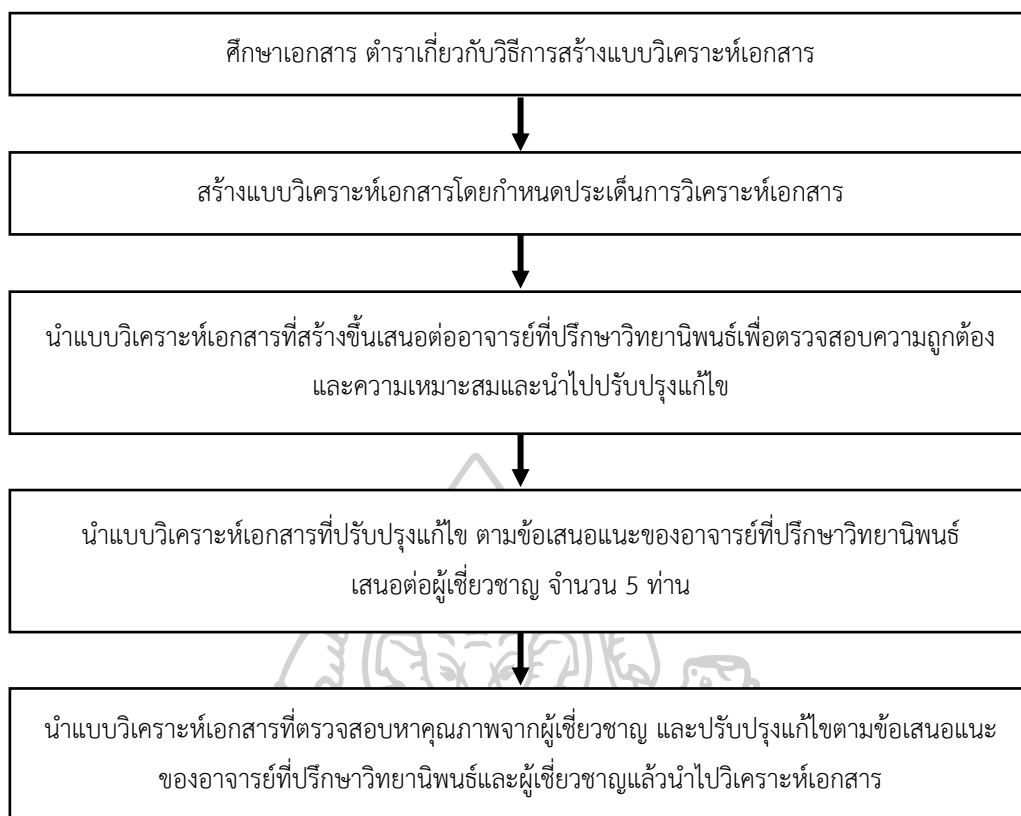 ศึกษาเอกสาร ตำราเกี่ยวกับวิธีการสร้างแบบวิเคราะห์เอกสาร
สร้างแบบวิเคราะห์เอกสารโดยกำหนดประเด็นการวิเคราะห์เอกสาร
นำแบบวิเคราะห์เอกสารที่สร้างขึ้นเสนอต่ออาจารย์ที่ปรึกษาวิทยานิพนธ์เพื่อตรวจสอบความถูกต้อง
และความเหมาะสมและนำไปปรับปรุงแก้ไข
นำแบบวิเคราะห์เอกสารที่ปรับปรุงแก้ไข ตามข้อเสนอแนะของอาจารย์ที่ปรึกษาวิทยานิพนธ์
เสนอต่อผู้เชี่ยวชาญ จำนวน 5 ท่าน
นำแบบวิเคราะห์เอกสารที่ตรวจสอบหาคุณภาพจากผู้เชี่ยวชาญ และปรับปรุงแก้ไขตามข้อเสนอแนะ
ของอาจารย์ที่ปรึกษาวิทยานิพนธ์และผู้เชี่ยวชาญแล้วนำไปวิเคราะห์เอกสาร